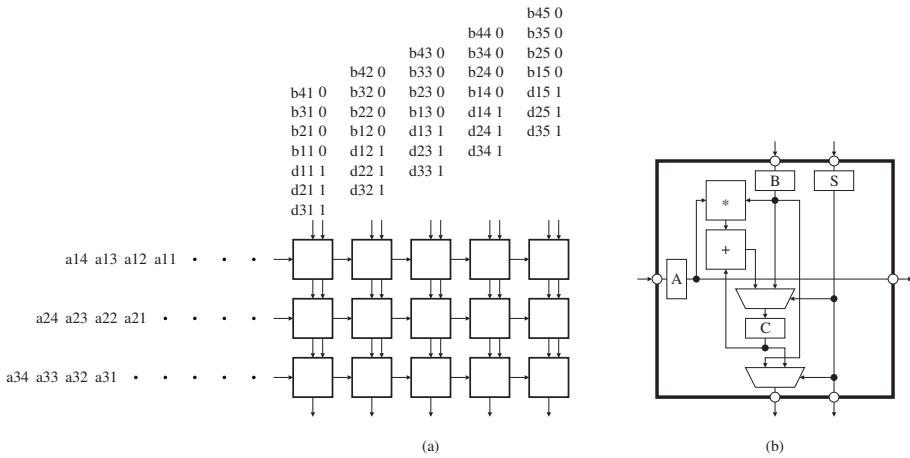 b45 0
b44 0 b35 0
b43 0 b34 0 b25 0
b42 0 b33 0 b24 0 b15 0
b41 0 b32 0 b23 0 b14 0 d15 1
b31 0 b22 0 b13 0 d14 1 d25 1
b21 0 b12 0 d13 1 d24 1 d35 1
b11 0 d12 1 d23 1 d34 1
d11 1 d22 1 d33 1
d21 1 d32 1
d31 1
B S
*
+
a14 a13 a12 a11 · · · ·
A
C
a24 a23 a22 a21 · · · ·
a34 a33 a32 a31 · · · · ·
(a) (b)